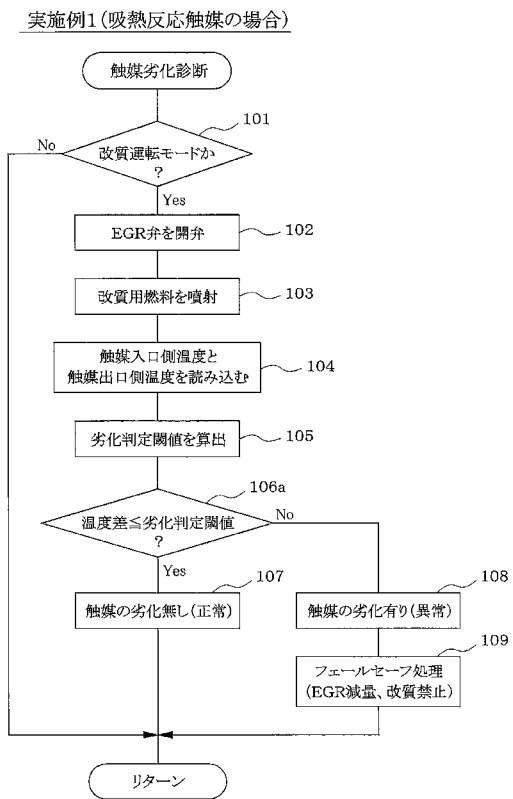 実施例1(吸熱反応触媒の場合)
触媒劣化診断
101
改質運転モードか
?
No
Yes
EGR弁を開弁
102
改質用燃料を噴射
103
触媒入口側温度と
触媒出口側温度を読み込む
104
劣化判定閾値を算出
105
106a
温度差≦劣化判定閾値
?
No
Yes
107
触媒の劣化無し(正常)
108
触媒の劣化有り(異常)
109
フェールセーフ処理
(EGR減量、改質禁止)
リターン